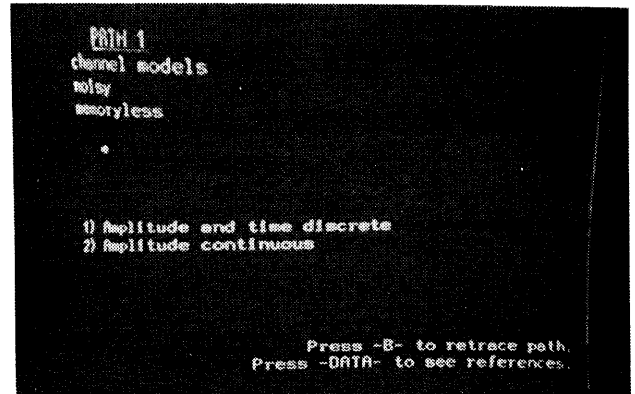 PATH 1
channel models
noisy
memoryless
1) Amplitude and time discrete
2) Amplitude continuous
Press -B- to retrace path.
Press -DATA- to see references.